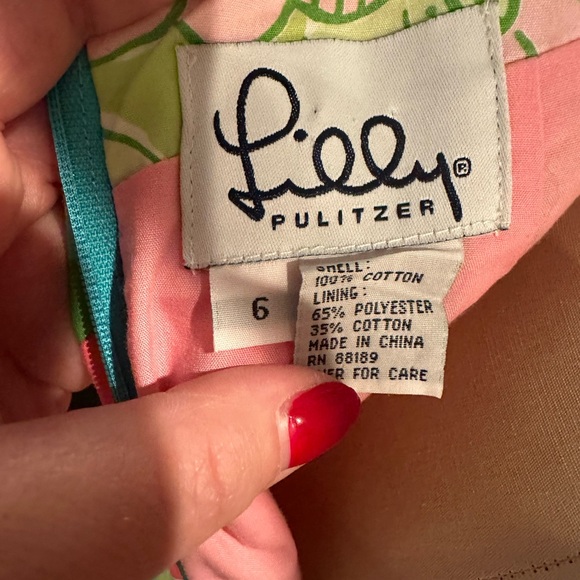 Lilly®
PULITZER
6
SHELL:
100% COTTON
LINING:
65% POLYESTER
35% COTTON
MADE IN CHINA
RN 88189
FOR CARE